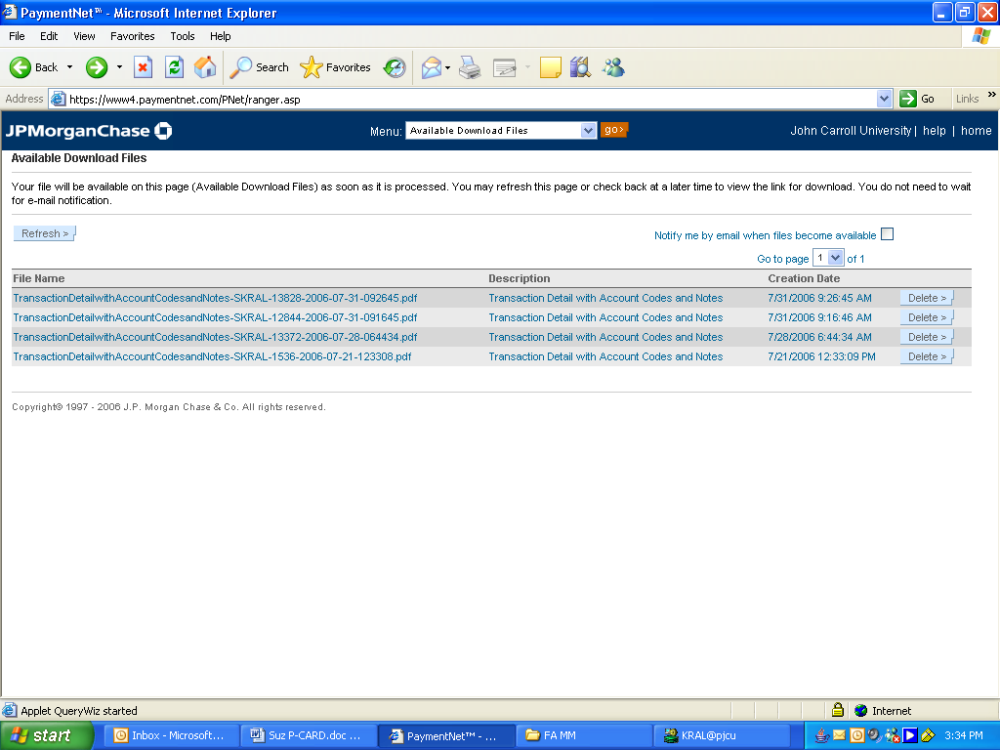 PaymentNet™ - Microsoft Internet Explorer
File Edit View Favorites Tools Help
Back Search Favorites
Address https://www4.paymentnet.com/PNet/ranger.asp Go Links »
JPMorganChase Menu: Available Download Files go> John Carroll University | help | home
Available Download Files
Your file will be available on this page (Available Download Files) as soon as it is processed. You may refresh this page or check back at a later time to view the link for download. You do not need to wait
for e-mail notification.
Refresh > Notify me by email when files become available
Go to page 1 of 1
File Name Description Creation Date
TransactionDetailwithAccountCodesandNotes-SKRAL-13828-2006-07-31-092645.pdf Transaction Detail with Account Codes and Notes 7/31/2006 9:26:45 AM Delete >
TransactionDetailwithAccountCodesandNotes-SKRAL-12844-2006-07-31-091645.pdf Transaction Detail with Account Codes and Notes 7/31/2006 9:16:46 AM Delete >
TransactionDetailwithAccountCodesandNotes-SKRAL-13372-2006-07-28-064434.pdf Transaction Detail with Account Codes and Notes 7/28/2006 6:44:34 AM Delete >
TransactionDetailwithAccountCodesandNotes-SKRAL-1536-2006-07-21-123308.pdf Transaction Detail with Account Codes and Notes 7/21/2006 12:33:09 PM Delete >
Copyright© 1997 - 2006 J.P. Morgan Chase & Co. All rights reserved.
Applet QueryWiz started Internet
start Inbox - Microsoft... Suz P-CARD.doc ... PaymentNet™ - ... FA MM KRAL@pjcu 3:34 PM